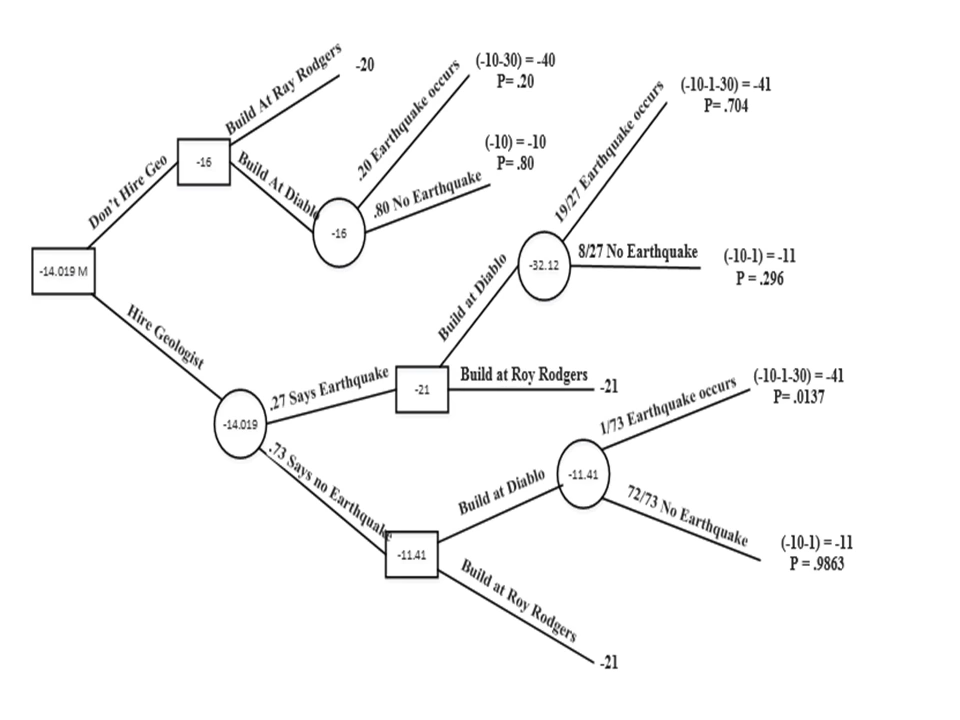 Build At Ray Rodgers
-20
(-10-30) = -40
P= .20
.20 Earthquake occurs
(-10) = -10
P= .80
.80 No Earthquake
Don't Hire Geo
-16
Build At Diablo
-16
-14.019 M
Hire Geologist
(-10-1-30) = -41
P= .704
19/27 Earthquake occurs
-32.12
8/27 No Earthquake
(-10-1) = -11
P = .296
Build at Diablo
.27 Says Earthquake
-21
Build at Roy Rodgers
-21
-14.019
.73 Says no Earthquake
(-10-1-30) = -41
P= .0137
1/73 Earthquake occurs
Build at Diablo
-11.41
72/73 No Earthquake
(-10-1) = -11
P = .9863
-11.41
Build at Roy Rodgers
-21